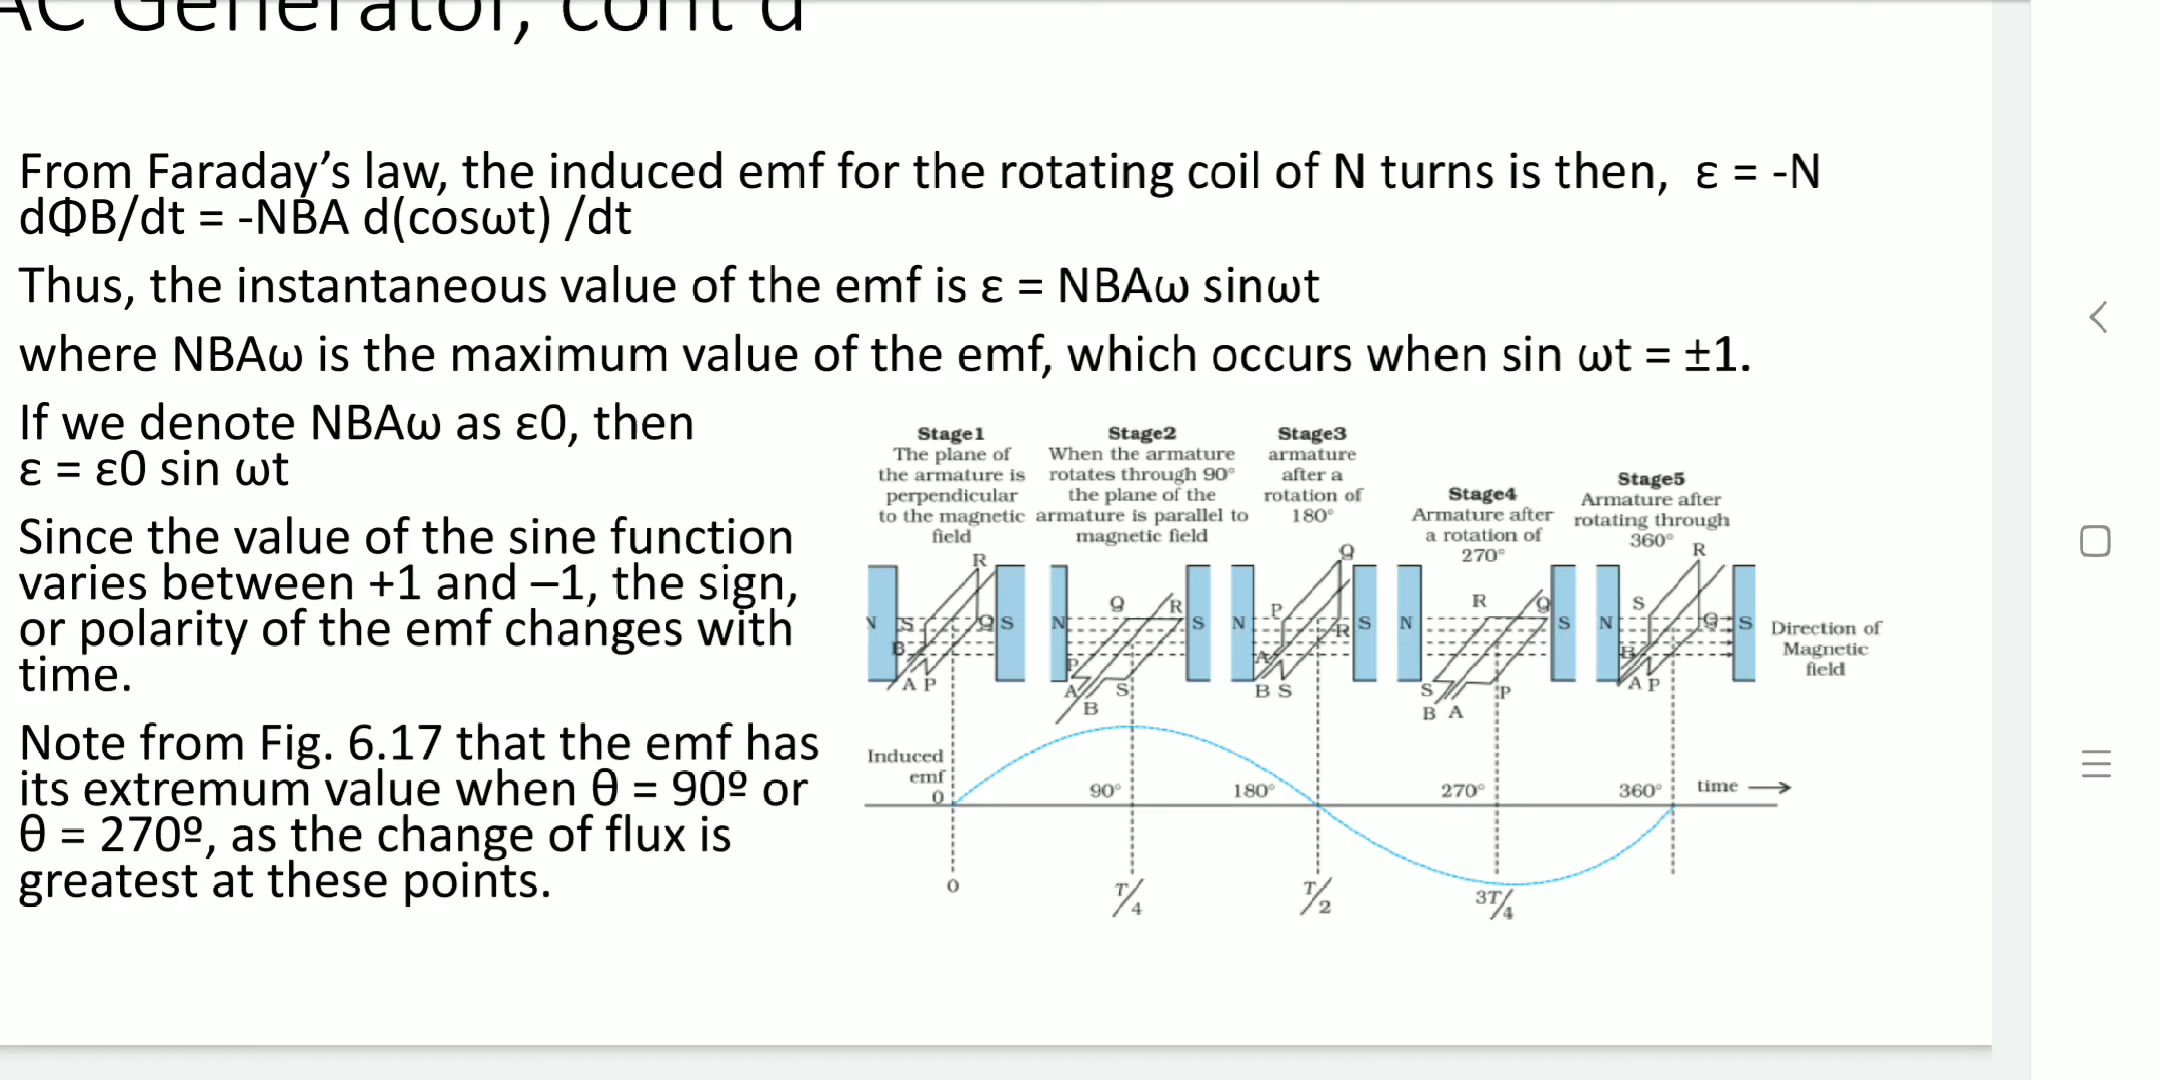 AC Generator, cont'd
From Faraday’s law, the induced emf for the rotating coil of N turns is then,  ε = -N
dΦB/dt = -NBA d(cosωt) /dt
Thus, the instantaneous value of the emf is ε = NBAω sinωt
where NBAω is the maximum value of the emf, which occurs when sin ωt = ±1.
If we denote NBAω as ε0, then
ε = ε0 sin ωt
Since the value of the sine function
varies between +1 and –1, the sign,
or polarity of the emf changes with
time.
Note from Fig. 6.17 that the emf has
its extremum value when θ = 90º or
θ = 270º, as the change of flux is
greatest at these points.
Stage1
The plane of
the armature is
perpendicular
to the magnetic
field
Stage2
When the armature
rotates through 90°
the plane of the
armature is parallel to
magnetic field
Stage3
armature
after a
rotation of
180°
Stage4
Armature after
a rotation of
270°
Stage5
Armature after
rotating through
360°
R
N S Q S
B
A P
Q R
N S
P
A S
B
Q
P
N R S
A
B S
R Q
N S
S P
B A
R
S
N Q S
B
A P
Direction of
Magnetic
field
Induced
emf
0 90° 180° 270° 360° time
0 T/4 T/2 3T/4